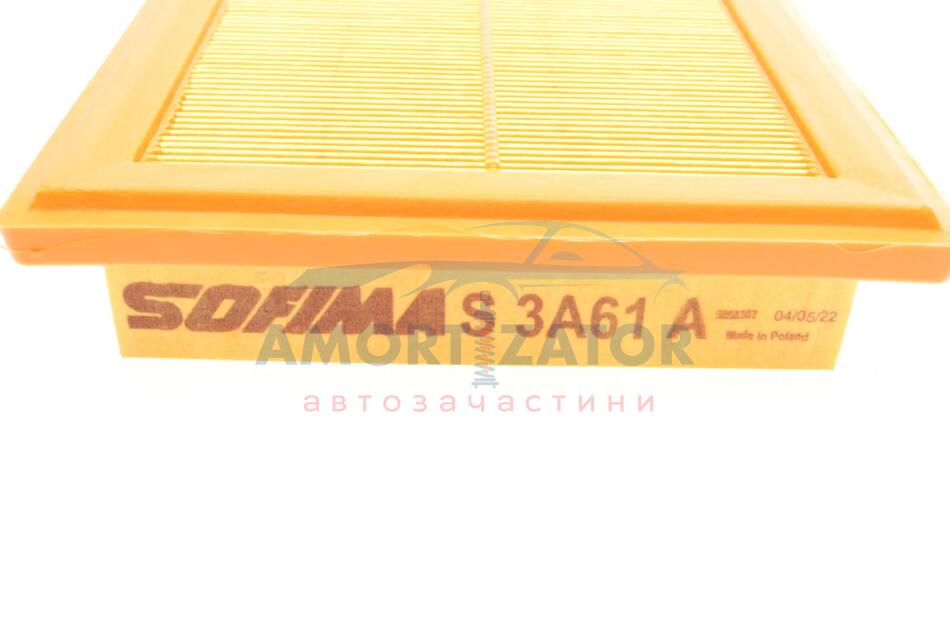 SOFIMA S 3A61 A 04/05/22
Made in Poland
AMORTIZATOR
автозачастини